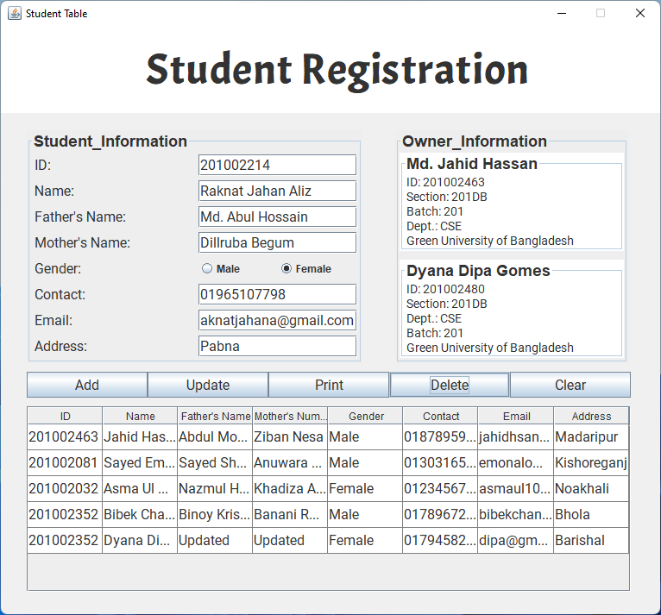 Student Table
Student Registration
Student_Information
ID: 201002214
Name: Raknat Jahan Aliz
Father's Name: Md. Abul Hossain
Mother's Name: Dillruba Begum
Gender: Male Female
Contact: 01965107798
Email: aknatjahana@gmail.com
Address: Pabna
Owner_Information
Md. Jahid Hassan
ID: 201002463
Section: 201DB
Batch: 201
Dept.: CSE
Green University of Bangladesh
Dyana Dipa Gomes
ID: 201002480
Section: 201DB
Dept.: CSE
Batch: 201
Green University of Bangladesh
Add Update Print Delete Clear
ID Name Father's Name Mother's Num... Gender Contact Email Address
201002463 Jahid Has... Abdul Mo... Ziban Nesa Male 01878959... jahidhsan... Madaripur
201002081 Sayed Em... Sayed Sh... Anuwara ... Male 01303165... emonalo... Kishoreganj
201002032 Asma Ul ... Nazmul H... Khadiza A... Female 01234567... asmaul10... Noakhali
201002352 Bibek Cha... Binoy Kris... Banani R... Male 01789672... bibekchan... Bhola
201002352 Dyana Di... Updated Updated Female 01794582... dipa@gm... Barishal